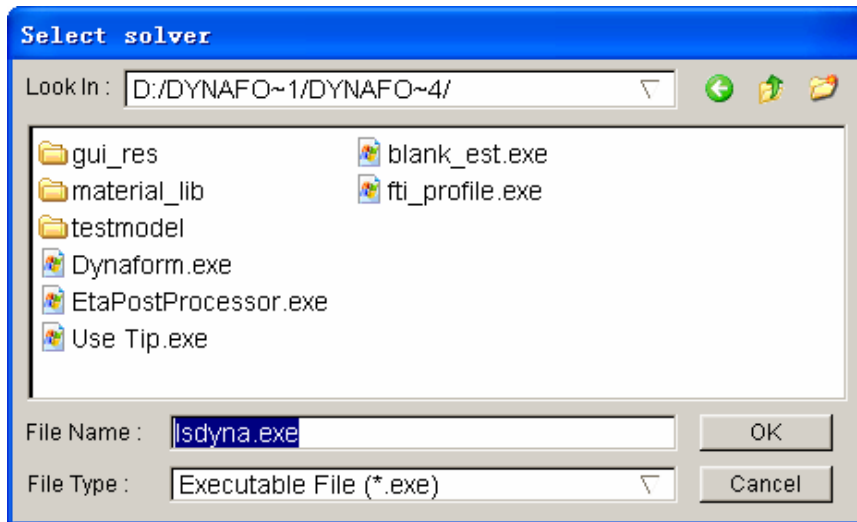 Select solver
Look In : D:/DYNAFO~1/DYNAFO~4/
gui_res
material_lib
testmodel
Dynaform.exe
EtaPostProcessor.exe
Use Tip.exe
blank_est.exe
fti_profile.exe
File Name : lsdyna.exe OK
File Type : Executable File (*.exe) Cancel